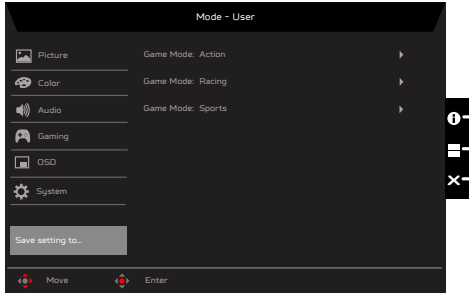 Mode - User
Picture
Game Mode: Action
Color
Game Mode: Racing
Audio
Game Mode: Sports
Gaming
OSD
System
Save setting to...
Move
Enter